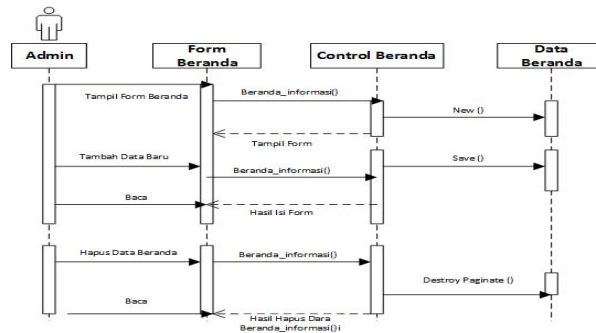 Admin
Form
Beranda
Control Beranda
Data
Beranda
Tampil Form Beranda
Beranda_informasi()
New ()
Tampil Form
Tambah Data Baru
Beranda_informasi()
Save ()
Baca
Hasil Isi Form
Hapus Data Beranda
Beranda_informasi()
Destroy Paginate ()
Baca
Hasil Hapus Dara
Beranda_informasi()i